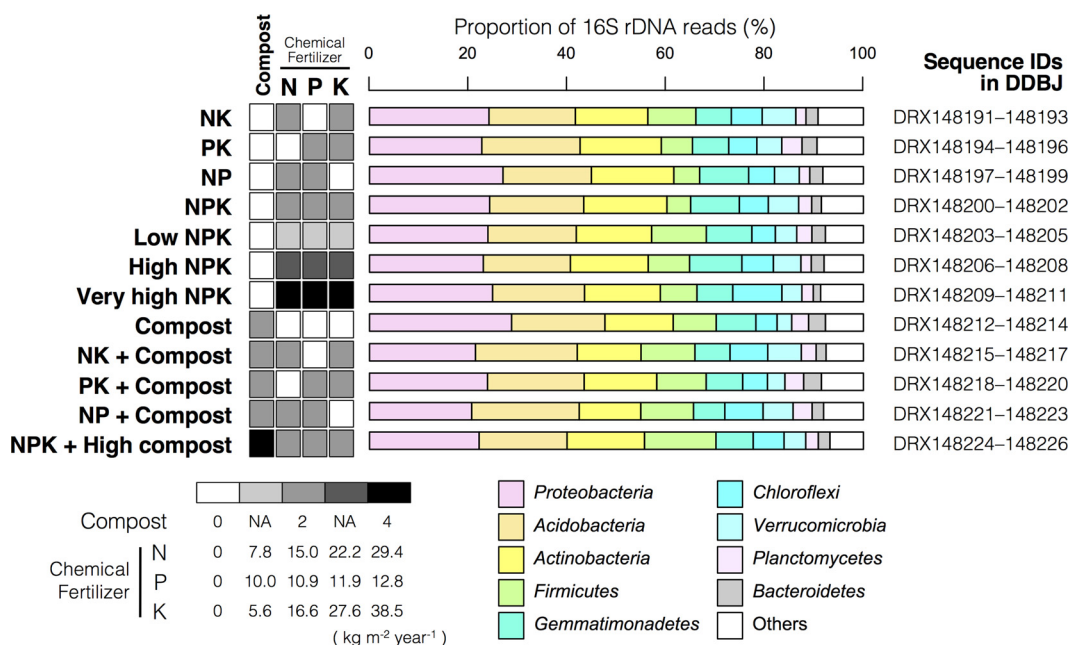 Proportion of 16S rDNA reads (%)
Compost
Chemical
Fertilizer
N P K
0 20 40 60 80 100
Sequence IDs
in DDBJ
NK DRX148191–148193
PK DRX148194–148196
NP DRX148197–148199
NPK DRX148200–148202
Low NPK DRX148203–148205
High NPK DRX148206–148208
Very high NPK DRX148209–148211
Compost DRX148212–148214
NK + Compost DRX148215–148217
PK + Compost DRX148218–148220
NP + Compost DRX148221–148223
NPK + High compost DRX148224–148226
Compost 0 NA 2 NA 4
Chemical
Fertilizer
N 0 7.8 15.0 22.2 29.4
P 0 10.0 10.9 11.9 12.8
K 0 5.6 16.6 27.6 38.5
( kg m⁻² year⁻¹ )
Proteobacteria
Acidobacteria
Actinobacteria
Firmicutes
Gemmatimonadetes
Chloroflexi
Verrucomicrobia
Planctomycetes
Bacteroidetes
Others